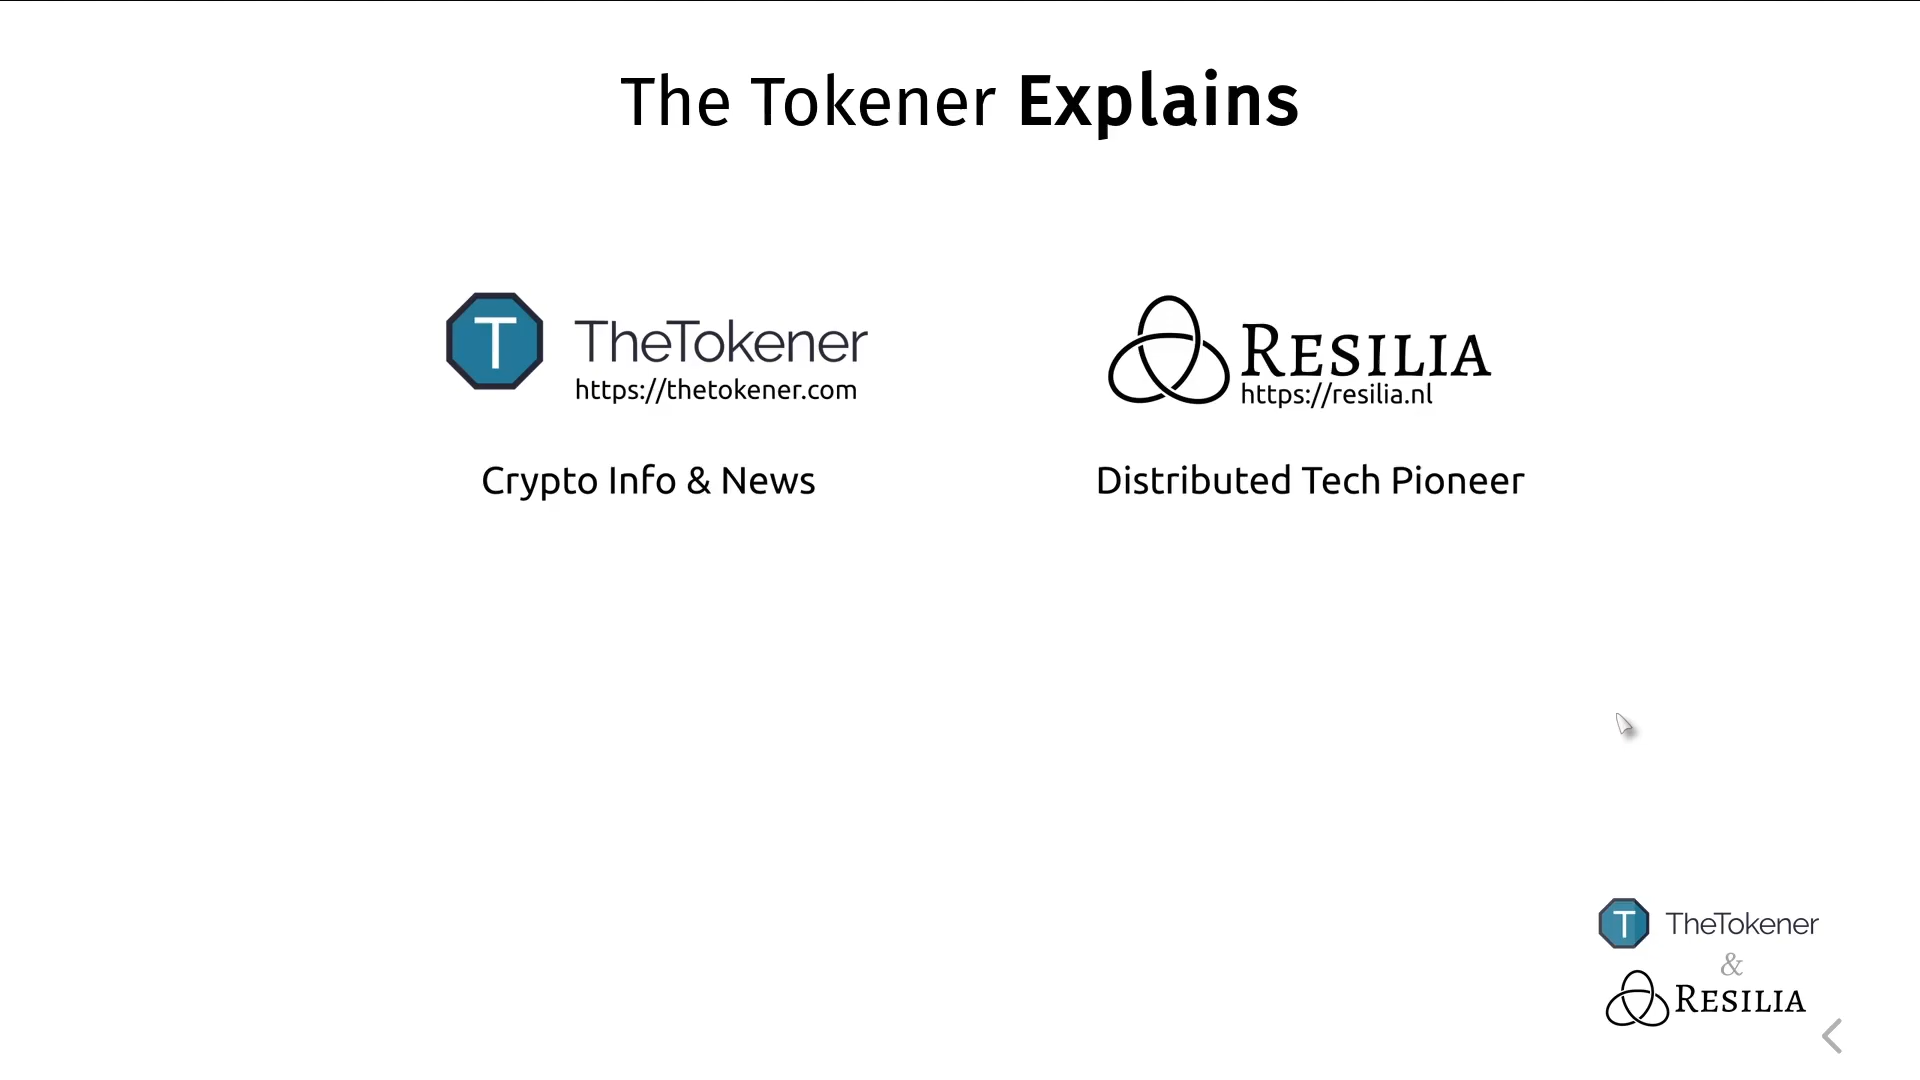 The Tokener Explains
T TheTokener
https://thetokener.com
RESILIA
https://resilia.nl
Crypto Info & News
Distributed Tech Pioneer
T TheTokener
&
RESILIA